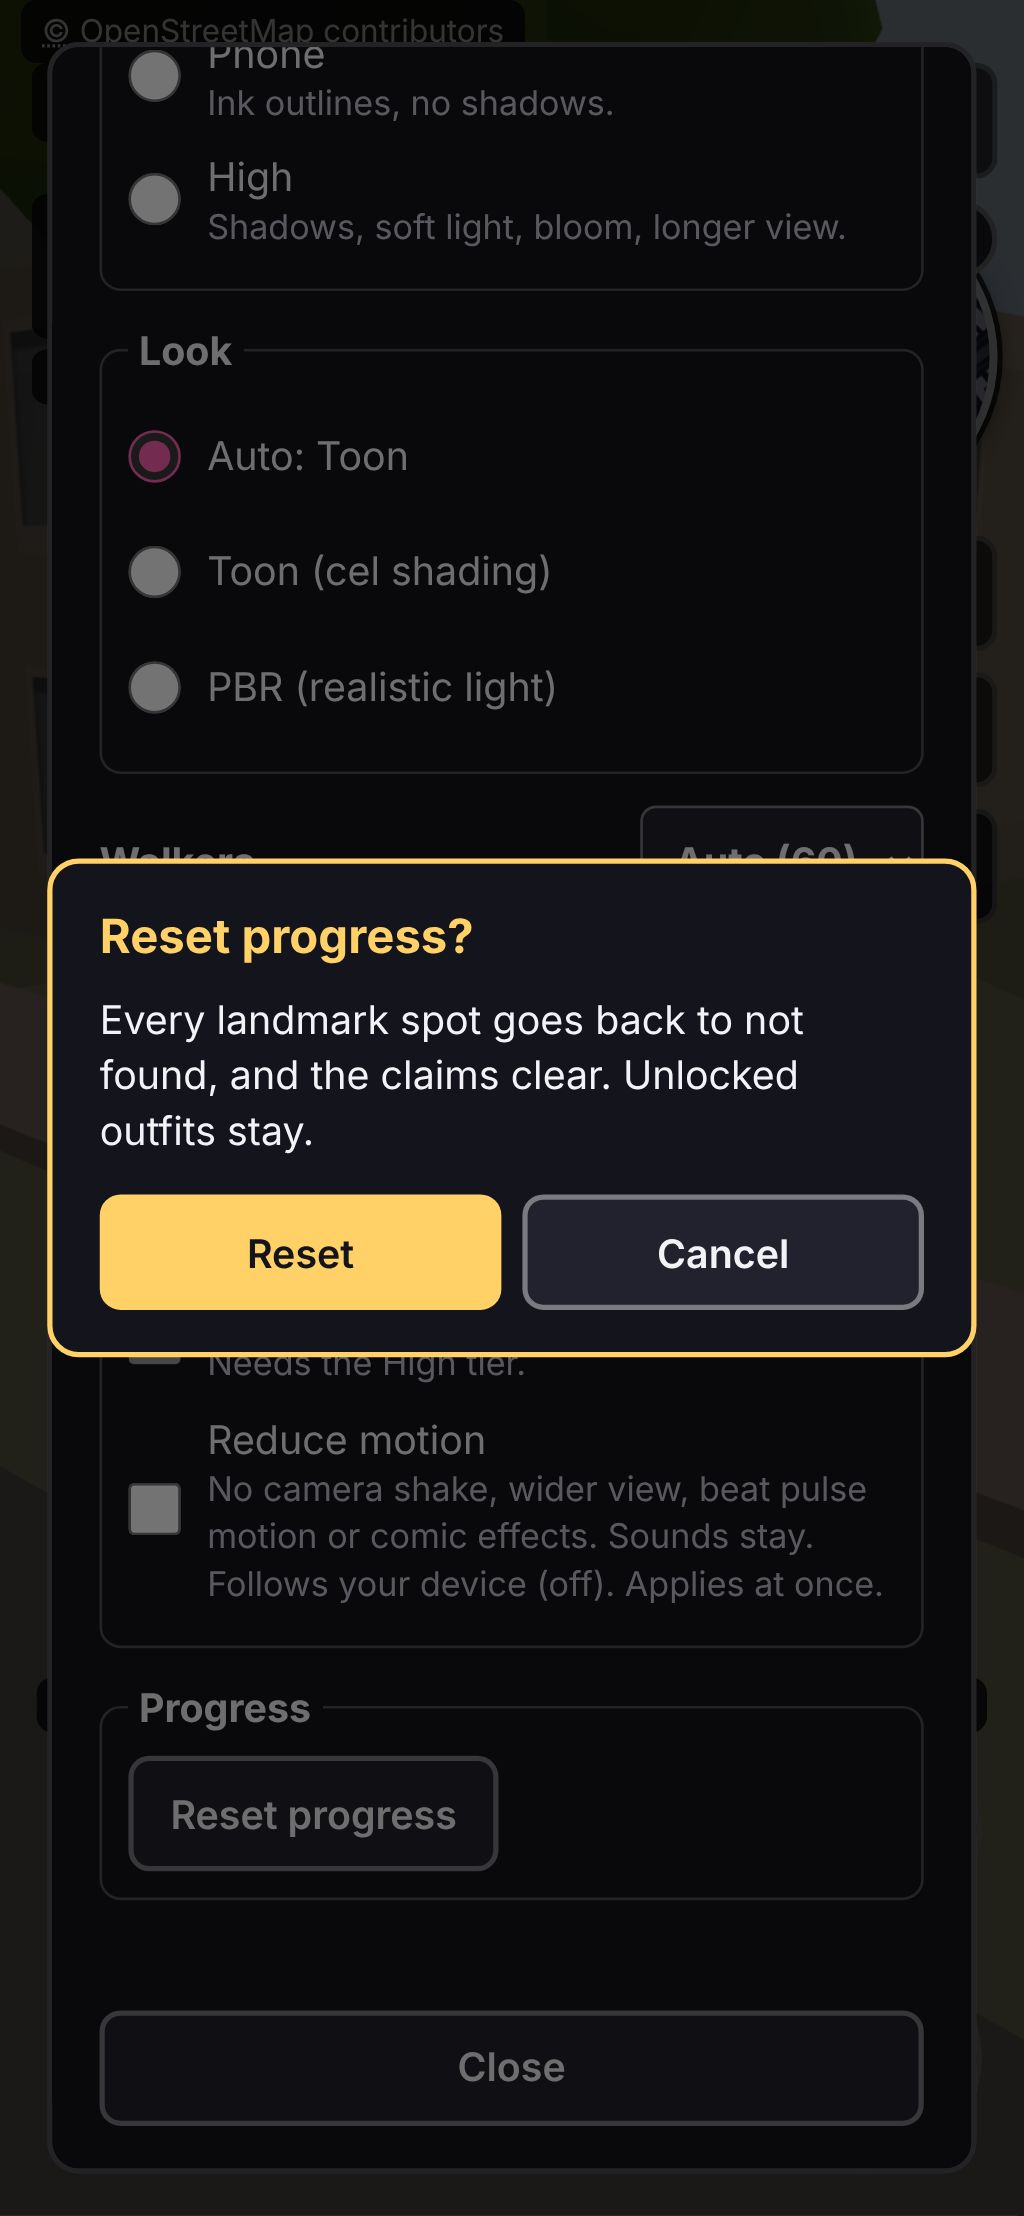 © OpenStreetMap contributors
Phone
Ink outlines, no shadows.
High
Shadows, soft light, bloom, longer view.
Look
Auto: Toon
Toon (cel shading)
PBR (realistic light)
Walkers
Auto (60)
Reset progress?
Every landmark spot goes back to not
found, and the claims clear. Unlocked
outfits stay.
Reset
Cancel
Needs the High tier.
Reduce motion
No camera shake, wider view, beat pulse
motion or comic effects. Sounds stay.
Follows your device (off). Applies at once.
Progress
Reset progress
Close